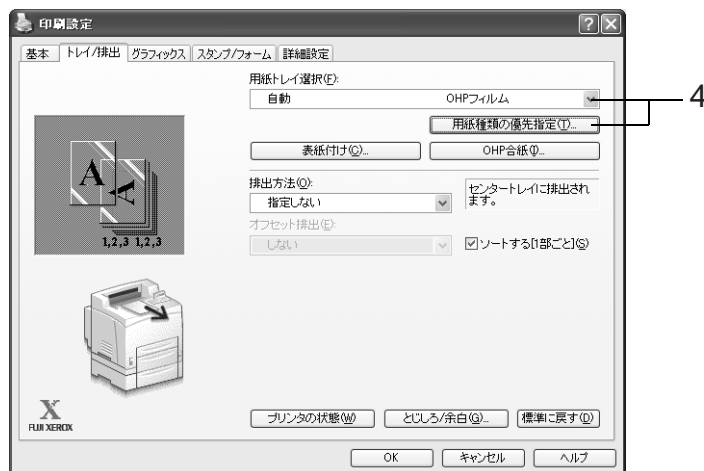 印刷設定
基本 トレイ/排出 グラフィックス スタンプ/フォーム 詳細設定
用紙トレイ選択(F):
自動 OHPフィルム
4
用紙種類の優先指定(T)...
表紙付け(C)... OHP合紙(I)...
排出方法(O):
指定しない
センタートレイに排出され
ます。
オフセット排出(E):
しない
ソートする[1部ごと](S)
A A
1,2,3 1,2,3
X
FUJI XEROX
プリンタの状態(W) とじしろ/余白(G)... 標準に戻す(D)
OK キャンセル ヘルプ